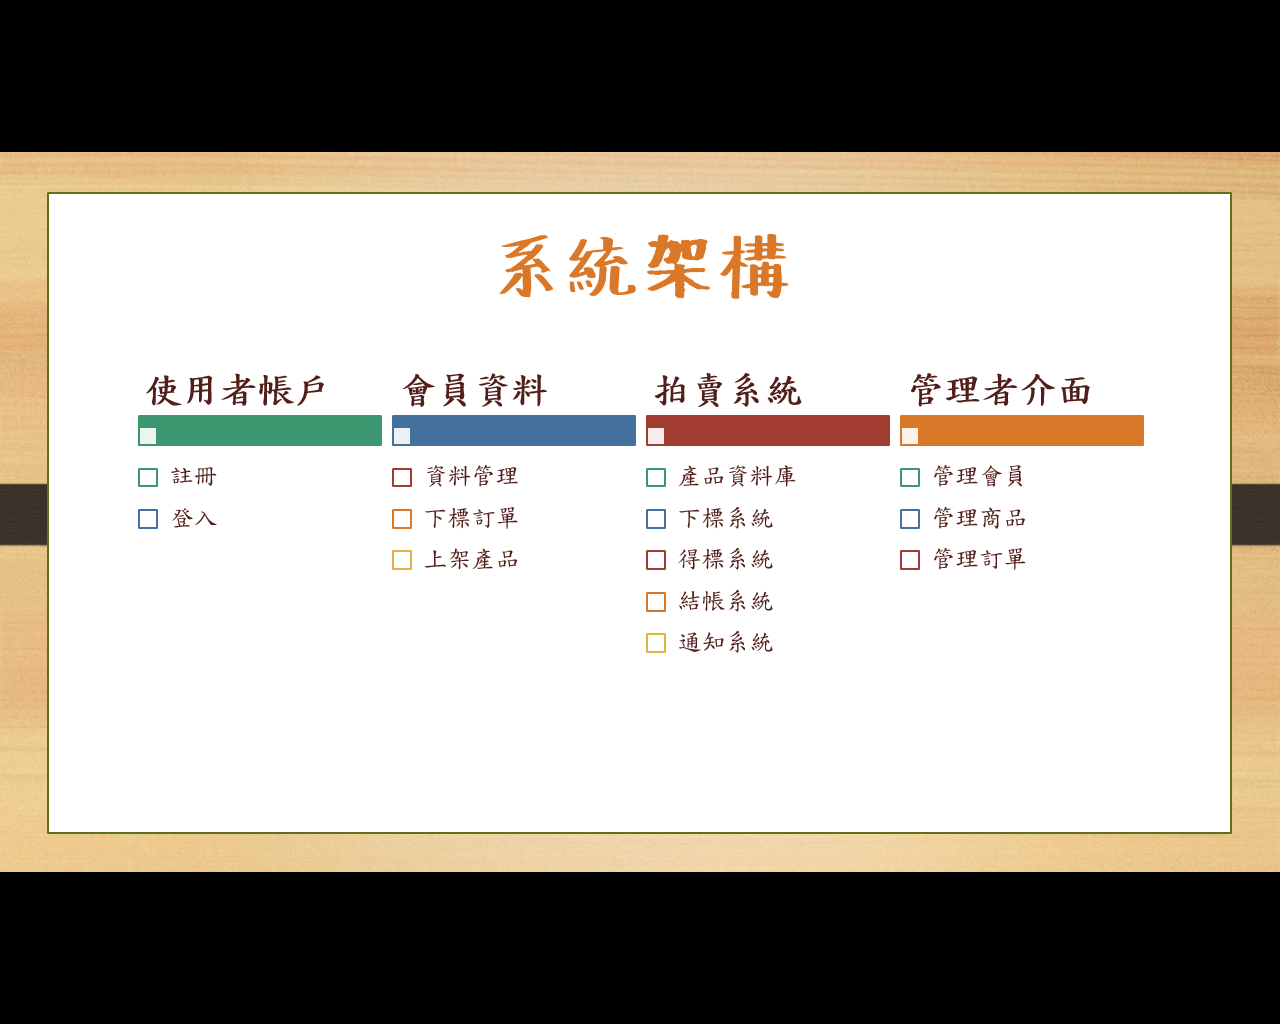 系統架構
使用者帳戶
註冊
登入
會員資料
資料管理
下標訂單
上架產品
拍賣系統
產品資料庫
下標系統
得標系統
結帳系統
通知系統
管理者介面
管理會員
管理商品
管理訂單